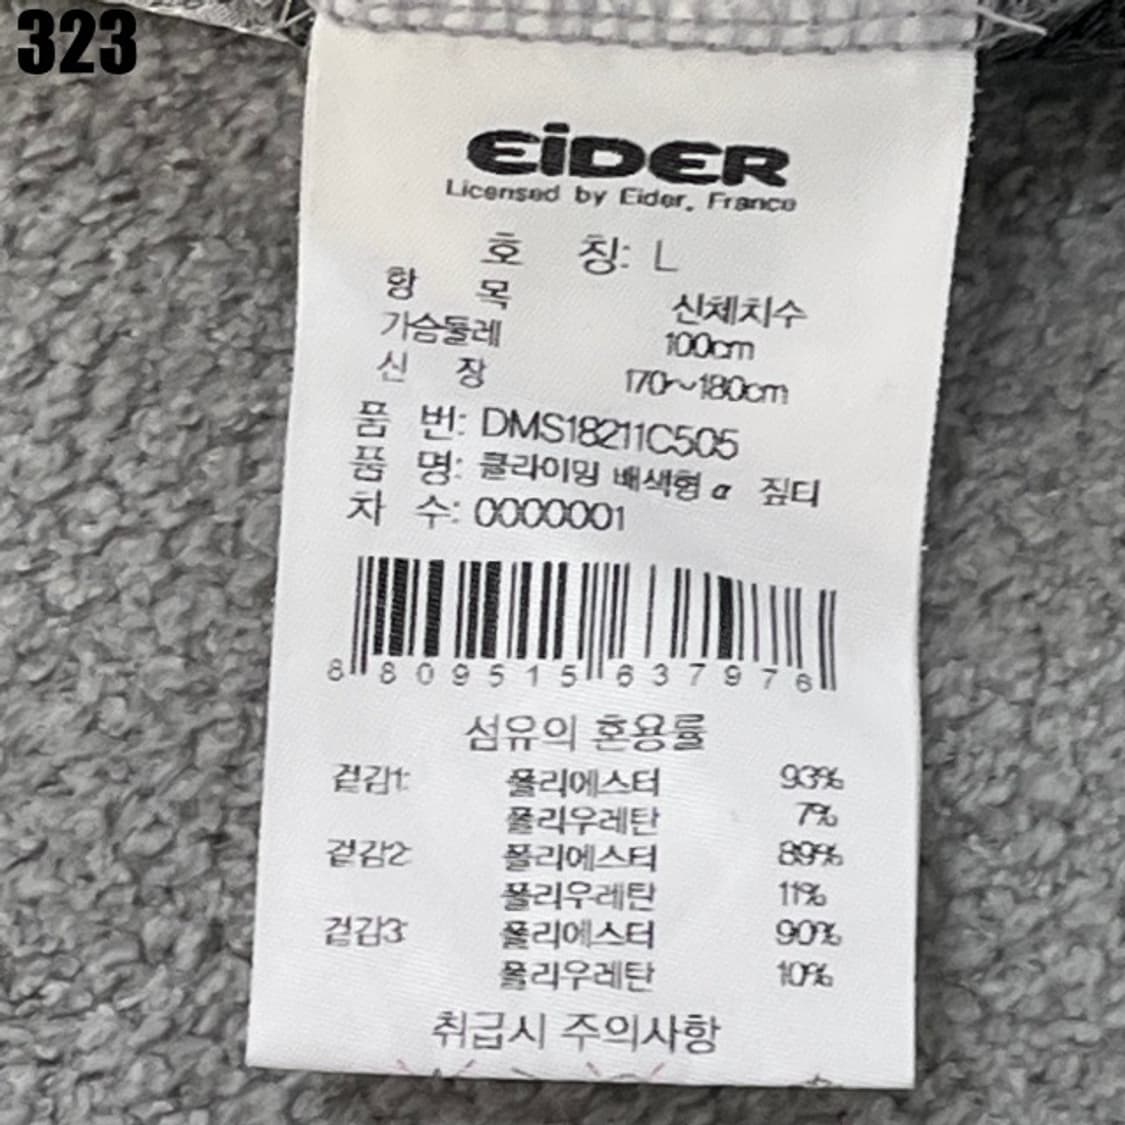 323
EiDER
Licensed by Eider, France
호 칭: L
항 목 신체치수
가슴둘레 100cm
신 장 170~180cm
품 번: DMS18211C505
품 명: 클라이밍 배색형 α 짚티
차 수: 0000001
8 809515 637976
섬유의 혼용률
겉감1: 폴리에스터 93%
폴리우레탄 7%
겉감2: 폴리에스터 89%
폴리우레탄 11%
겉감3: 폴리에스터 90%
폴리우레탄 10%
취급시 주의사항